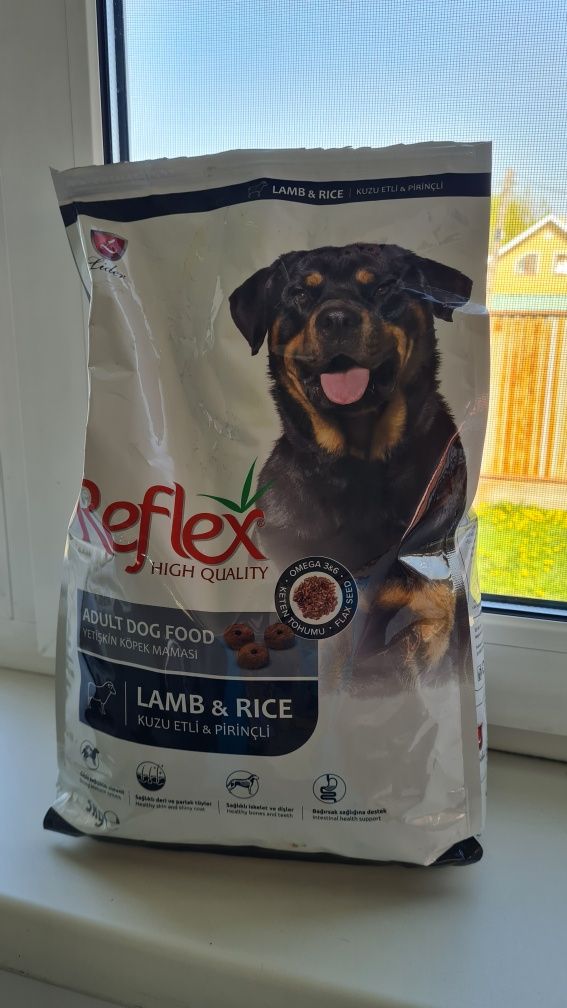 LAMB & RICE | KUZU ETLİ & PİRİNÇLİ
Lider
Reflex®
HIGH QUALITY
OMEGA 3&6 • FLAX SEED • KETEN TOHUMU •
ADULT DOG FOOD
YETİŞKİN KÖPEK MAMASI
LAMB & RICE
KUZU ETLİ & PİRİNÇLİ
Sağlıklı deri ve parlak tüyler
Healthy skin and shiny coat
Sağlıklı iskelet ve dişler
Healthy bones and teeth
Bağırsak sağlığına destek
Intestinal health support
3kg